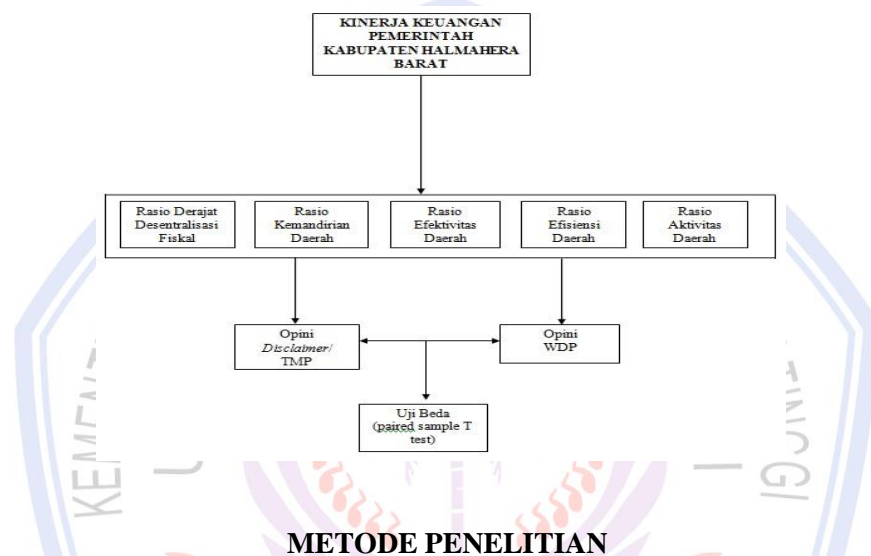 KINERJA KEUANGAN
PEMERINTAH
KABUPATEN HALMAHERA
BARAT
Rasio Derajat
Desentralisasi
Fiskal
Rasio
Kemandirian
Daerah
Rasio
Efektivitas
Daerah
Rasio
Efisiensi
Daerah
Rasio
Aktivitas
Daerah
Opini
Disclaimer/
TMP
Opini
WDP
Uji Beda
(paired sample T
test)
METODE PENELITIAN